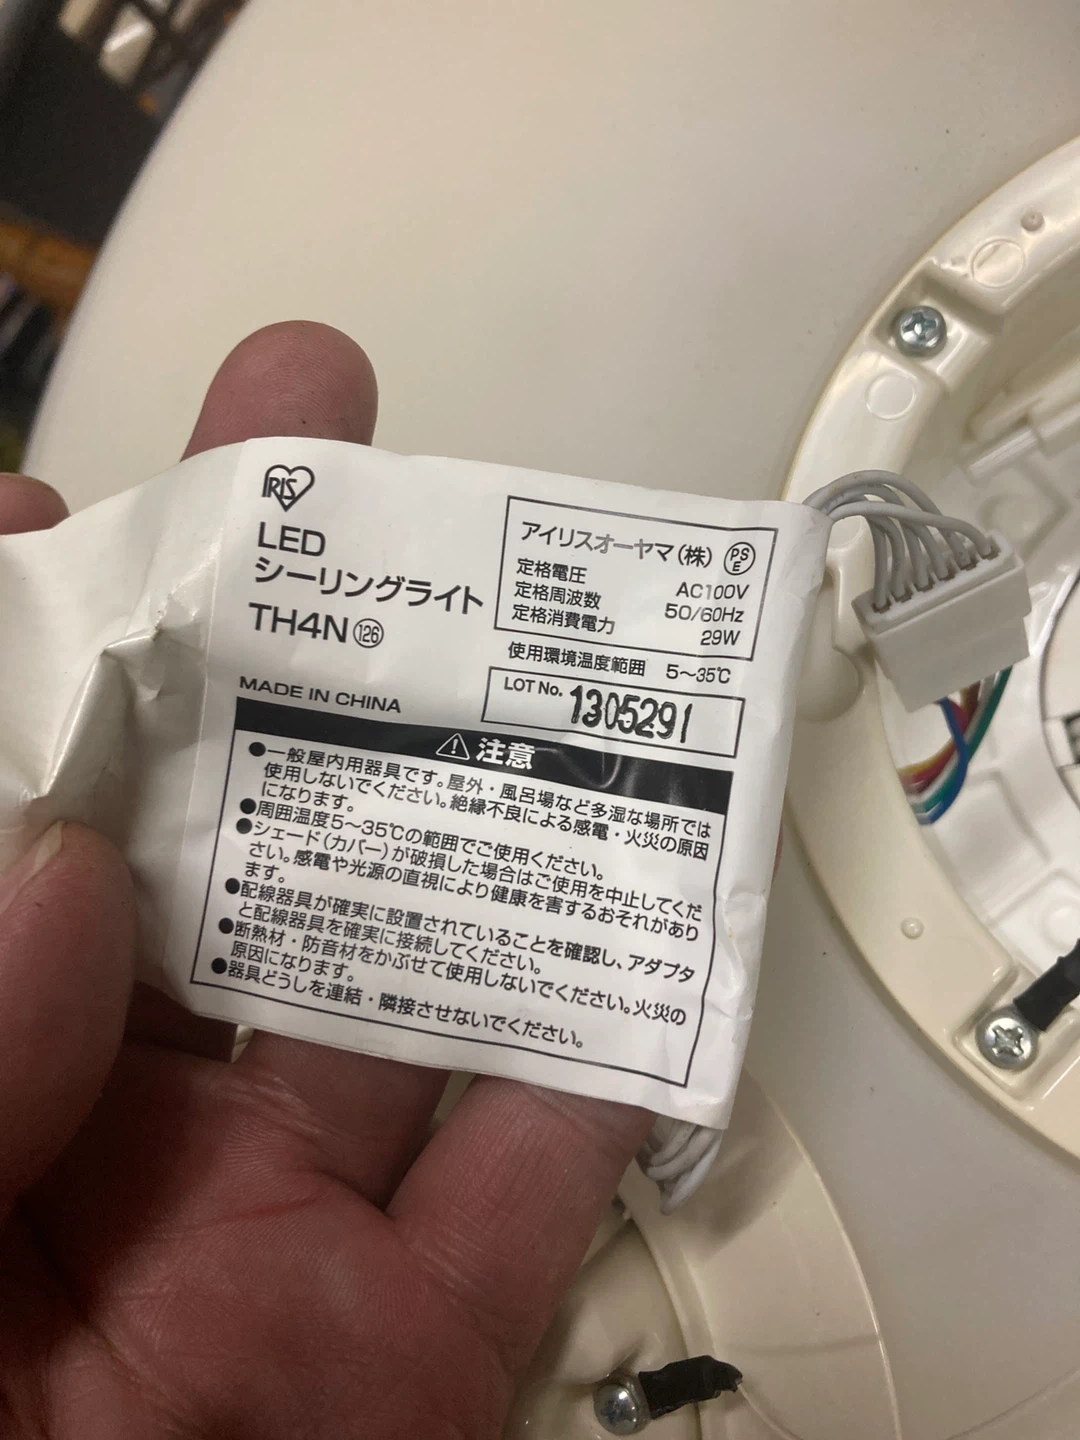 IRIS
LED
シーリングライト
TH4N 126
MADE IN CHINA
アイリスオーヤマ(株) PSE
定格電圧 AC100V
定格周波数 50/60Hz
定格消費電力 29W
使用環境温度範囲 5〜35℃
LOT No. 1305291
注意
●一般屋内用器具です。屋外・風呂場など多湿な場所では
使用しないでください。絶縁不良による感電・火災の原因
になります。
●周囲温度5〜35℃の範囲でご使用ください。
●シェード(カバー)が破損した場合はご使用を中止してくだ
さい。感電や光源の直視により健康を害するおそれがあり
ます。
●配線器具が確実に設置されていることを確認し、アダプタ
と配線器具を確実に接続してください。
●断熱材・防音材をかぶせて使用しないでください。火災の
原因になります。
●器具どうしを連結・隣接させないでください。